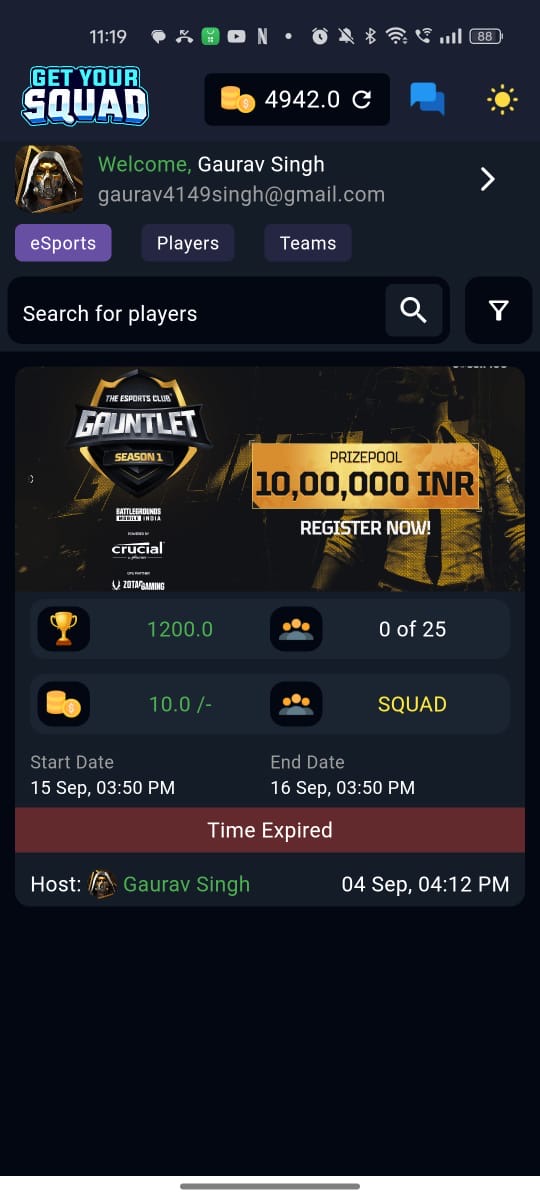 11:19
N
88
GET YOUR
SQUAD
4942.0
Welcome, Gaurav Singh
gaurav4149singh@gmail.com
eSports
Players
Teams
Search for players
THE ESPORTS CLUB
GAUNTLET
SEASON 1
BATTLEGROUNDS
MOBILE INDIA
POWERED BY
crucial
ZOTAC GAMING
PRIZEPOOL
10,00,000 INR
REGISTER NOW!
1200.0
0 of 25
10.0 /-
SQUAD
Start Date
End Date
15 Sep, 03:50 PM
16 Sep, 03:50 PM
Time Expired
Host: Gaurav Singh
04 Sep, 04:12 PM